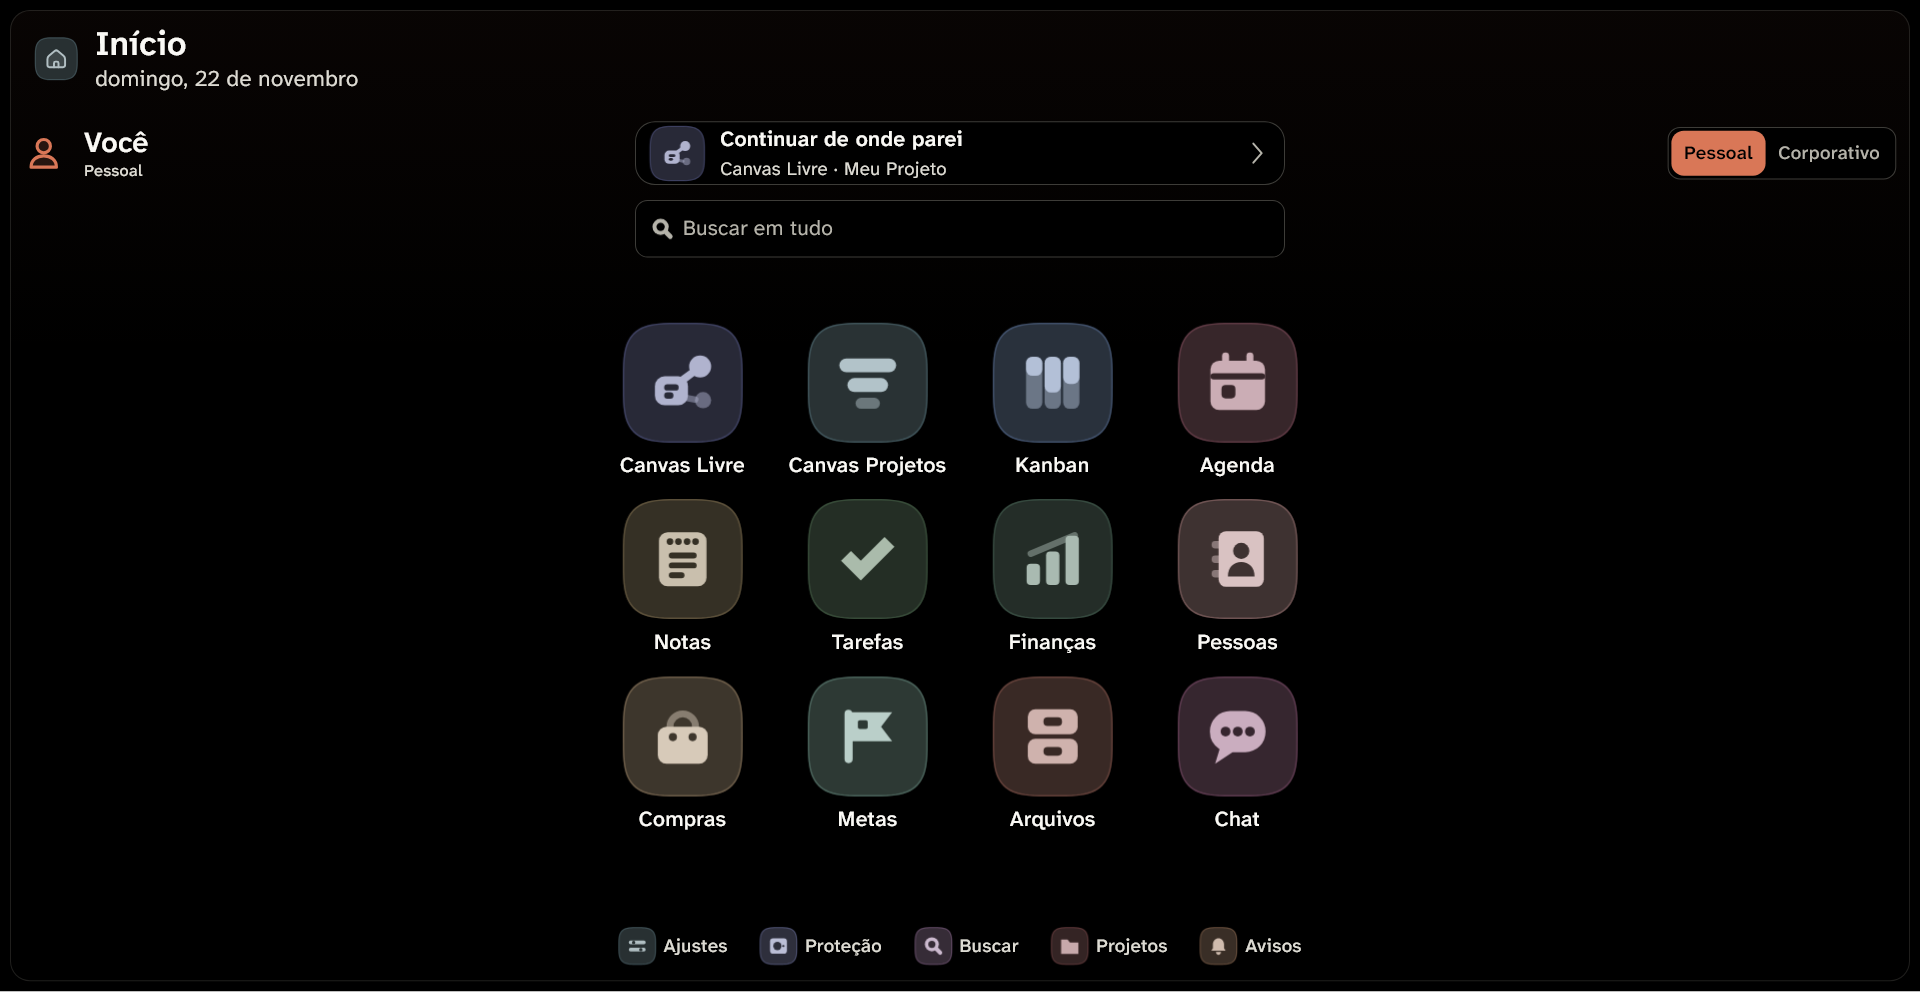 Início
domingo, 22 de novembro
Você
Pessoal
Continuar de onde parei
Canvas Livre · Meu Projeto
Pessoal
Corporativo
Buscar em tudo
Canvas Livre
Canvas Projetos
Kanban
Agenda
Notas
Tarefas
Finanças
Pessoas
Compras
Metas
Arquivos
Chat
Ajustes
Proteção
Buscar
Projetos
Avisos